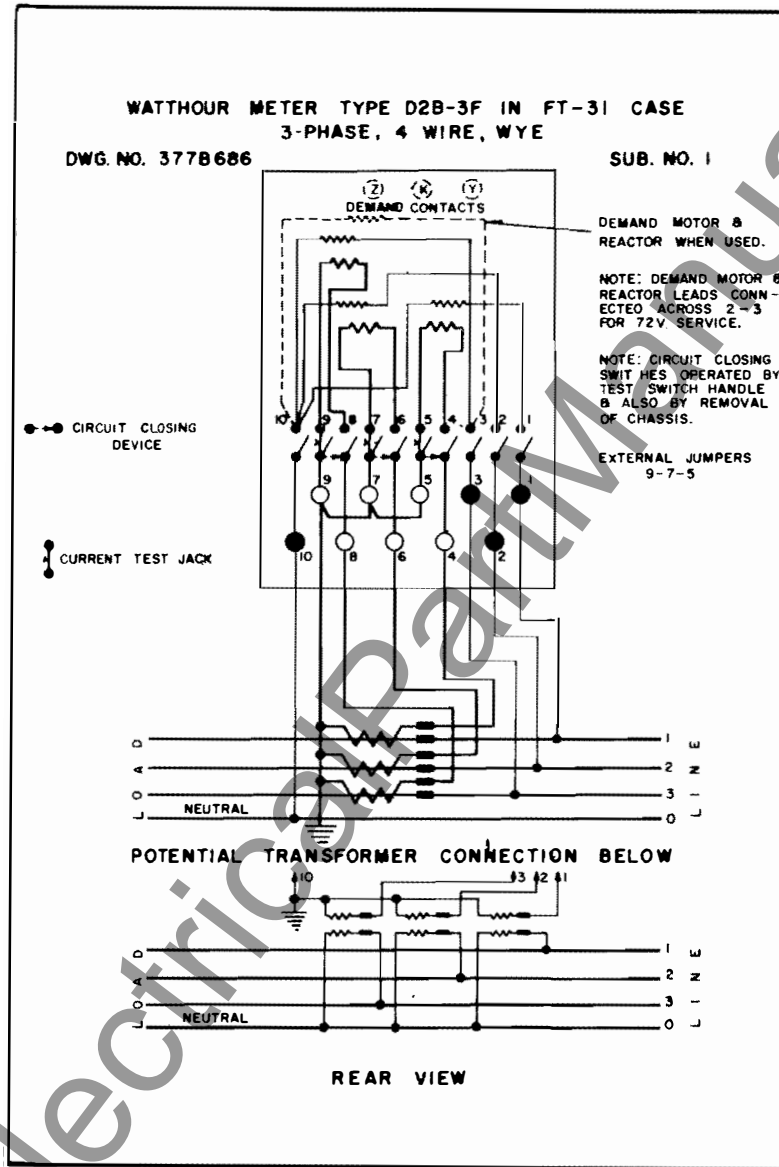 WATTHOUR METER TYPE D2B-3F IN FT-31 CASE
3-PHASE, 4 WIRE, WYE
DWG. NO. 377B686 SUB. NO. 1
Z K Y
DEMAND CONTACTS
DEMAND MOTOR &
REACTOR WHEN USED.
NOTE: DEMAND MOTOR &
REACTOR LEADS CONN-
ECTED ACROSS 2-3
FOR 72V. SERVICE.
NOTE: CIRCUIT CLOSING
SWIT HES OPERATED BY
TEST SWITCH HANDLE
& ALSO BY REMOVAL
OF CHASSIS.
10 9 8 7 6 5 4 3 2 1
CIRCUIT CLOSING
DEVICE
EXTERNAL JUMPERS
9-7-5
9 7 5 3 1
10 8 6 4 2
CURRENT TEST JACK
LOAD
1
2
3
NEUTRAL 0
LINE
POTENTIAL TRANSFORMER CONNECTION BELOW
10 3 2 1
LOAD
1
2
3
NEUTRAL 0
LINE
REAR VIEW
lectricalPartManua